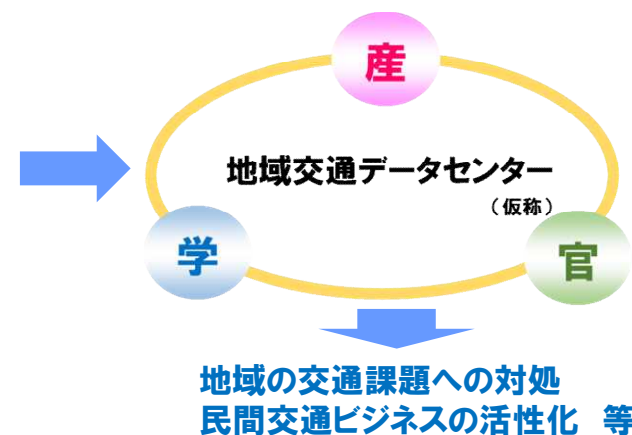 産
地域交通データセンター
（仮称）
学
官
地域の交通課題への対処
民間交通ビジネスの活性化　等